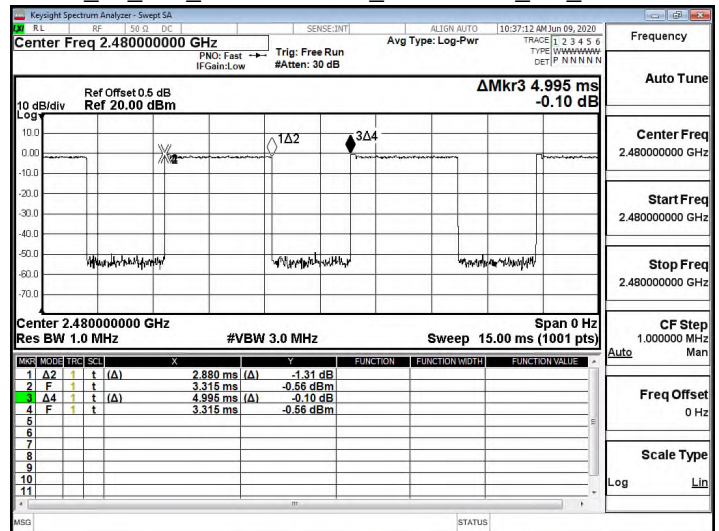 Keysight Spectrum Analyzer - Swept SA
RL RF 50 Ω DC SENSE:INT ALIGN AUTO 10:37:12 AM Jun 09, 2020
Center Freq 2.480000000 GHz
PNO: Fast
IFGain:Low
Trig: Free Run
#Atten: 30 dB
Avg Type: Log-Pwr
TRACE 1 2 3 4 5 6
TYPE WWWWWW
DET P N N N N N
Ref Offset 0.5 dB
10 dB/div Ref 20.00 dBm
ΔMkr3 4.995 ms
-0.10 dB
Log
10.0
0.00
-10.0
-20.0
-30.0
-40.0
-50.0
-60.0
-70.0
1Δ2
3Δ4
Center 2.480000000 GHz Span 0 Hz
Res BW 1.0 MHz #VBW 3.0 MHz Sweep 15.00 ms (1001 pts)
MKR MODE TRC SCL X Y FUNCTION FUNCTION WIDTH FUNCTION VALUE
1 Δ2 1 t (Δ) 2.880 ms (Δ) -1.31 dB
2 F 1 t 3.315 ms -0.56 dBm
3 Δ4 1 t (Δ) 4.995 ms (Δ) -0.10 dB
4 F 1 t 3.315 ms -0.56 dBm
5
6
7
8
9
10
11
MSG STATUS
Frequency
Auto Tune
Center Freq
2.480000000 GHz
Start Freq
2.480000000 GHz
Stop Freq
2.480000000 GHz
CF Step
1.000000 MHz
Auto Man
Freq Offset
0 Hz
Scale Type
Log Lin